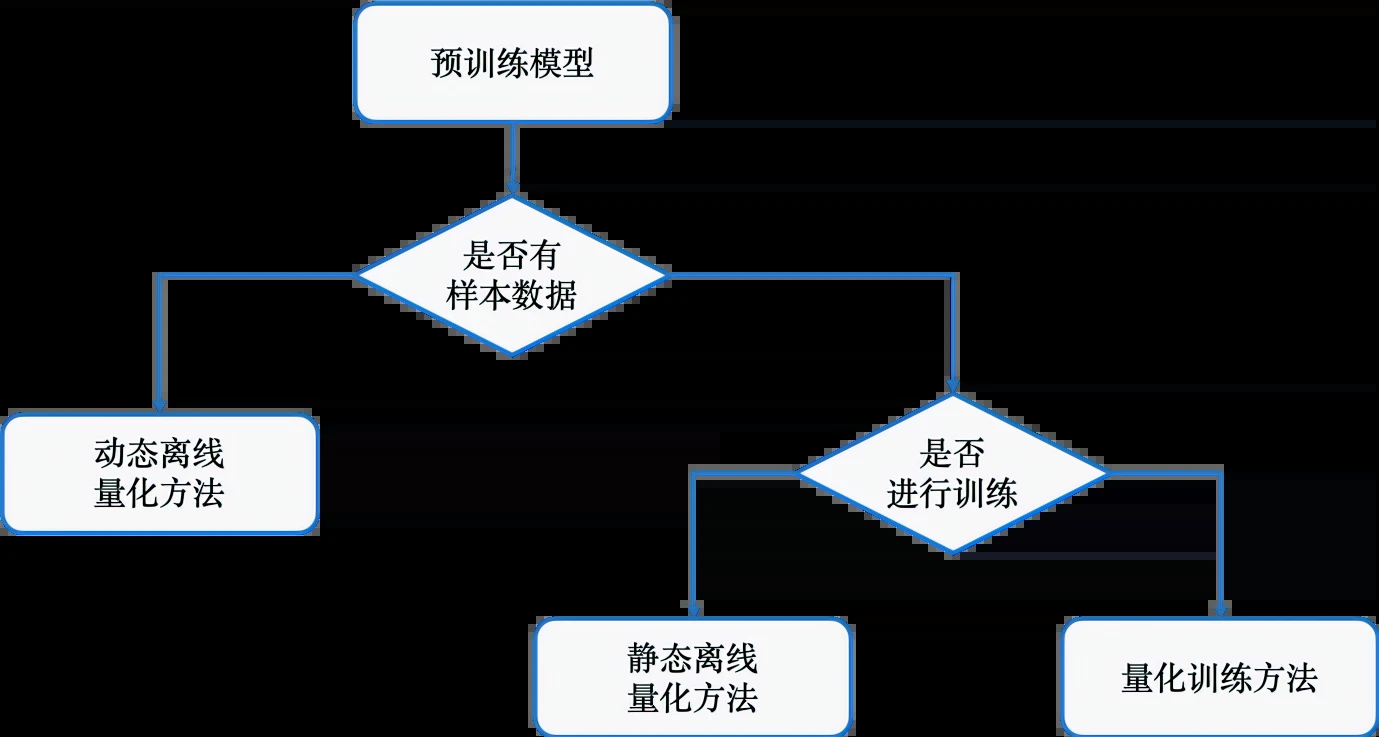 预训练模型
是否有
样本数据
动态离线
量化方法
是否
进行训练
静态离线
量化方法
量化训练方法